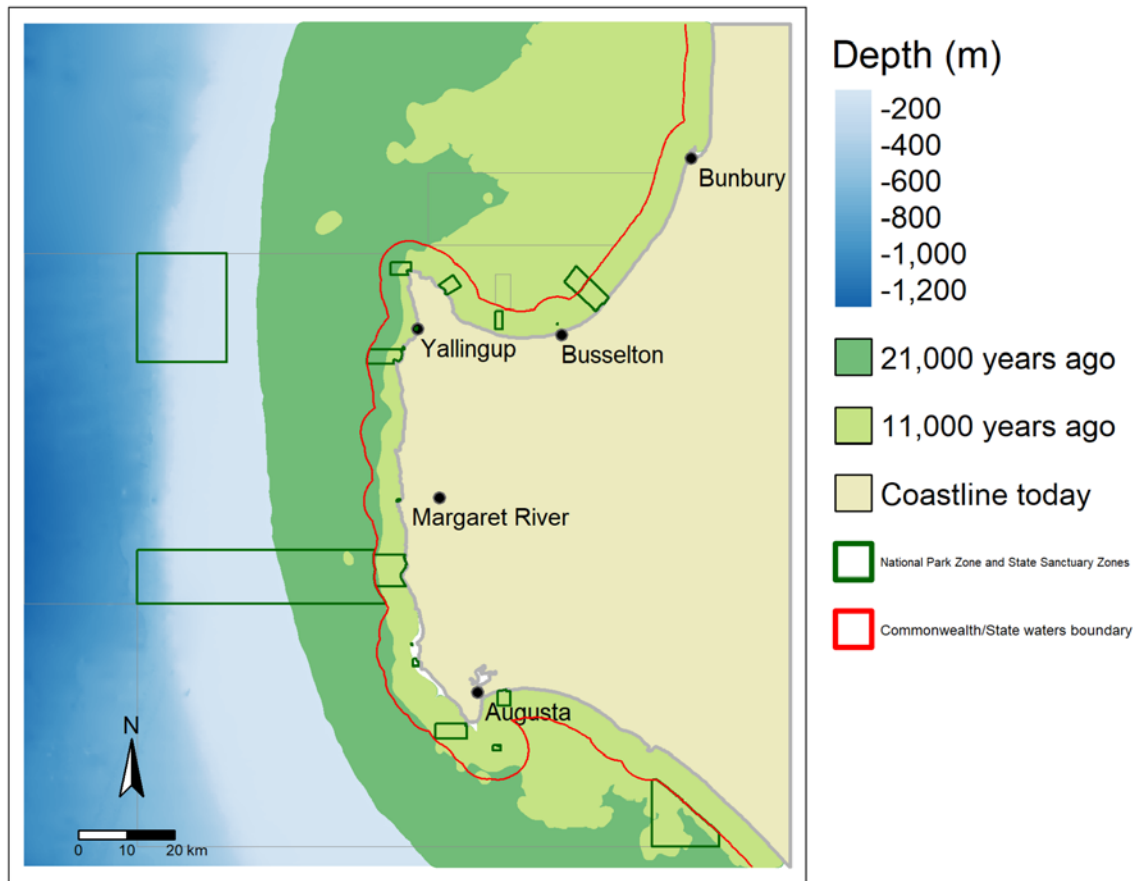 Bunbury
Yallingup
Busselton
Margaret River
Augusta
N
0 10 20 km
Depth (m)
-200
-400
-600
-800
-1,000
-1,200
21,000 years ago
11,000 years ago
Coastline today
National Park Zone and State Sanctuary Zones
Commonwealth/State waters boundary